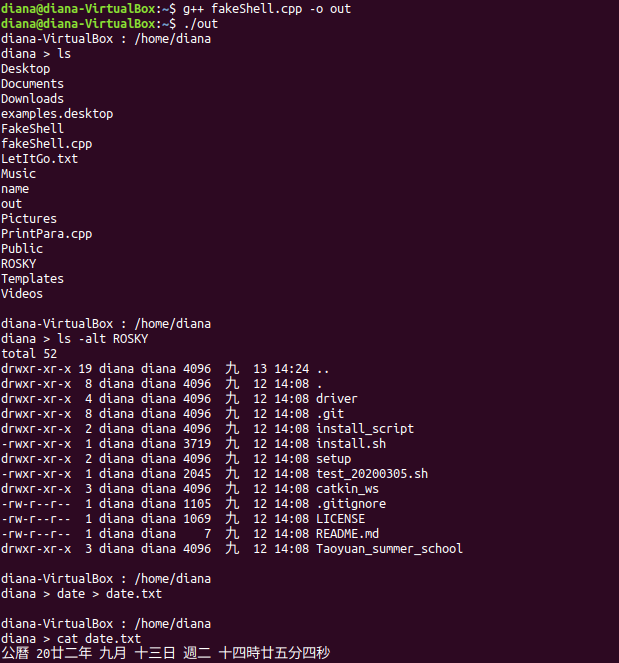 diana@diana-VirtualBox:~$ g++ fakeShell.cpp -o out
diana@diana-VirtualBox:~$ ./out
diana-VirtualBox : /home/diana
diana > ls
Desktop
Documents
Downloads
examples.desktop
FakeShell
fakeShell.cpp
LetItGo.txt
Music
name
out
Pictures
PrintPara.cpp
Public
ROSKY
Templates
Videos

diana-VirtualBox : /home/diana
diana > ls -alt ROSKY
total 52
drwxr-xr-x 19 diana diana 4096  九  13 14:24 ..
drwxr-xr-x  8 diana diana 4096  九  12 14:08 .
drwxr-xr-x  4 diana diana 4096  九  12 14:08 driver
drwxr-xr-x  8 diana diana 4096  九  12 14:08 .git
drwxr-xr-x  2 diana diana 4096  九  12 14:08 install_script
-rwxr-xr-x  1 diana diana 3719  九  12 14:08 install.sh
drwxr-xr-x  2 diana diana 4096  九  12 14:08 setup
-rwxr-xr-x  1 diana diana 2045  九  12 14:08 test_20200305.sh
drwxr-xr-x  3 diana diana 4096  九  12 14:08 catkin_ws
-rw-r--r--  1 diana diana 1105  九  12 14:08 .gitignore
-rw-r--r--  1 diana diana 1069  九  12 14:08 LICENSE
-rw-r--r--  1 diana diana    7  九  12 14:08 README.md
drwxr-xr-x  3 diana diana 4096  九  12 14:08 Taoyuan_summer_school

diana-VirtualBox : /home/diana
diana > date > date.txt

diana-VirtualBox : /home/diana
diana > cat date.txt
公曆 20廿二年 九月 十三日 週二 十四時廿五分四秒